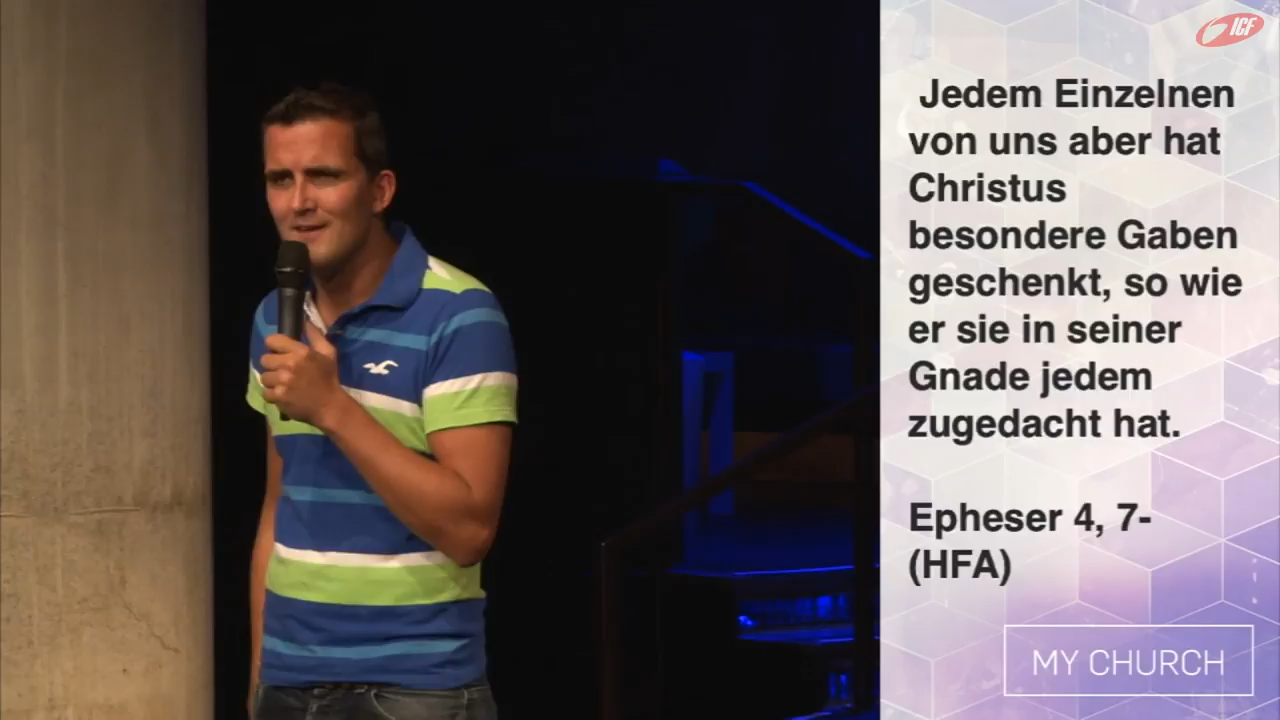 ICF
Jedem Einzelnen
von uns aber hat
Christus
besondere Gaben
geschenkt, so wie
er sie in seiner
Gnade jedem
zugedacht hat.
Epheser 4, 7-
(HFA)
MY CHURCH